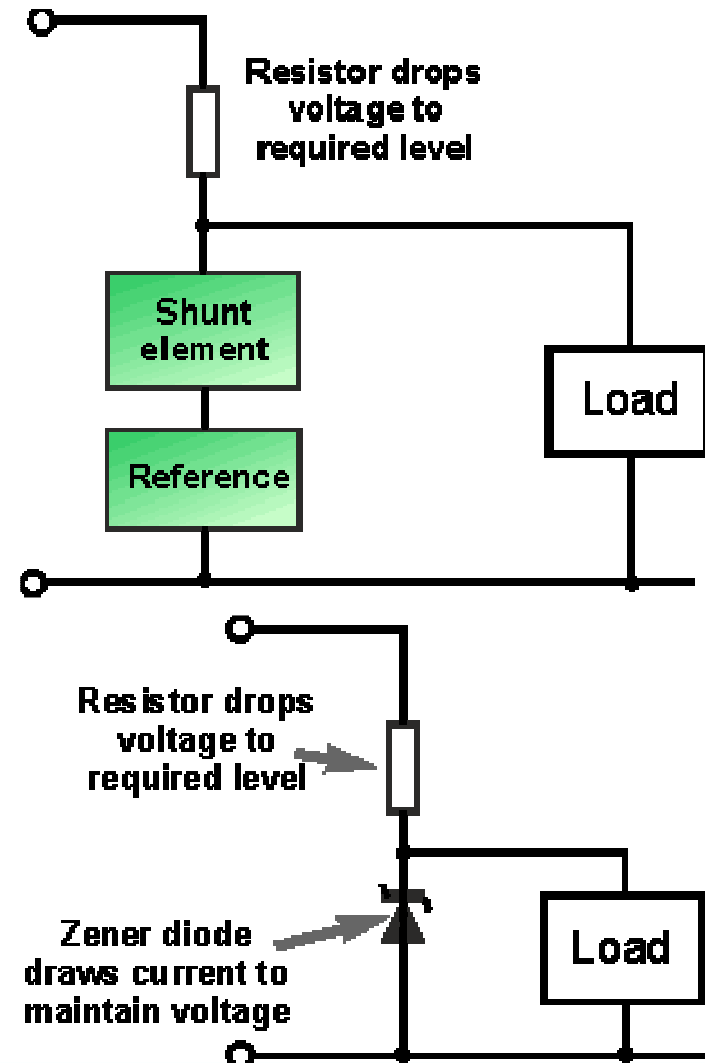 Resistor drops
voltage to
required level
Shunt
element
Load
Reference
Resistor drops
voltage to
required level
Zener diode
draws current to
maintain voltage
Load